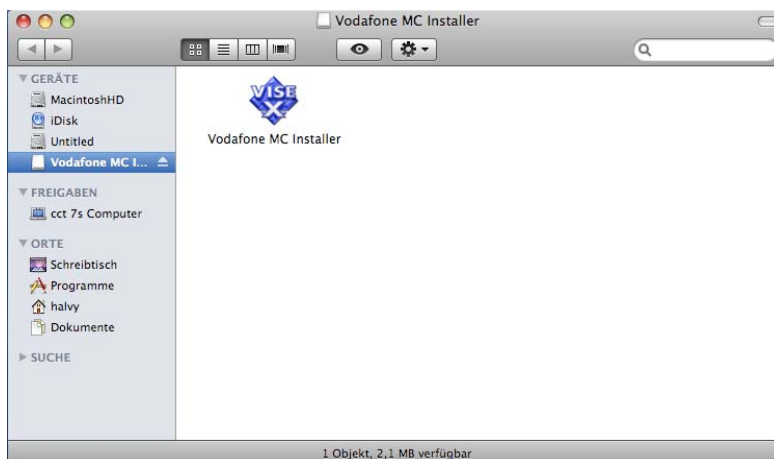 Vodafone MC Installer
GERÄTE
MacintoshHD
iDisk
Untitled
Vodafone MC I...
FREIGABEN
cct 7s Computer
ORTE
Schreibtisch
Programme
halvy
Dokumente
SUCHE
VISE
X
Vodafone MC Installer
1 Objekt, 2,1 MB verfügbar